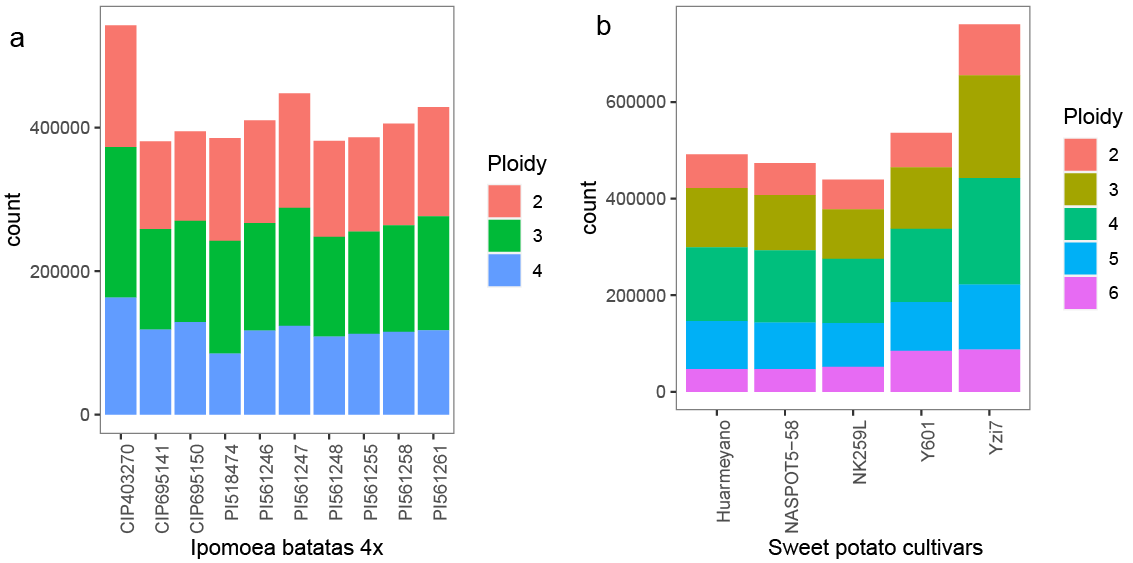 a
count
400000
200000
0
CIP403270
CIP695141
CIP695150
PI518474
PI561246
PI561247
PI561248
PI561255
PI561258
PI561261
Ipomoea batatas 4x
Ploidy
2
3
4
b
count
600000
400000
200000
0
Huarmeyano
NASPOT5−58
NK259L
Y601
Yzi7
Sweet potato cultivars
Ploidy
2
3
4
5
6